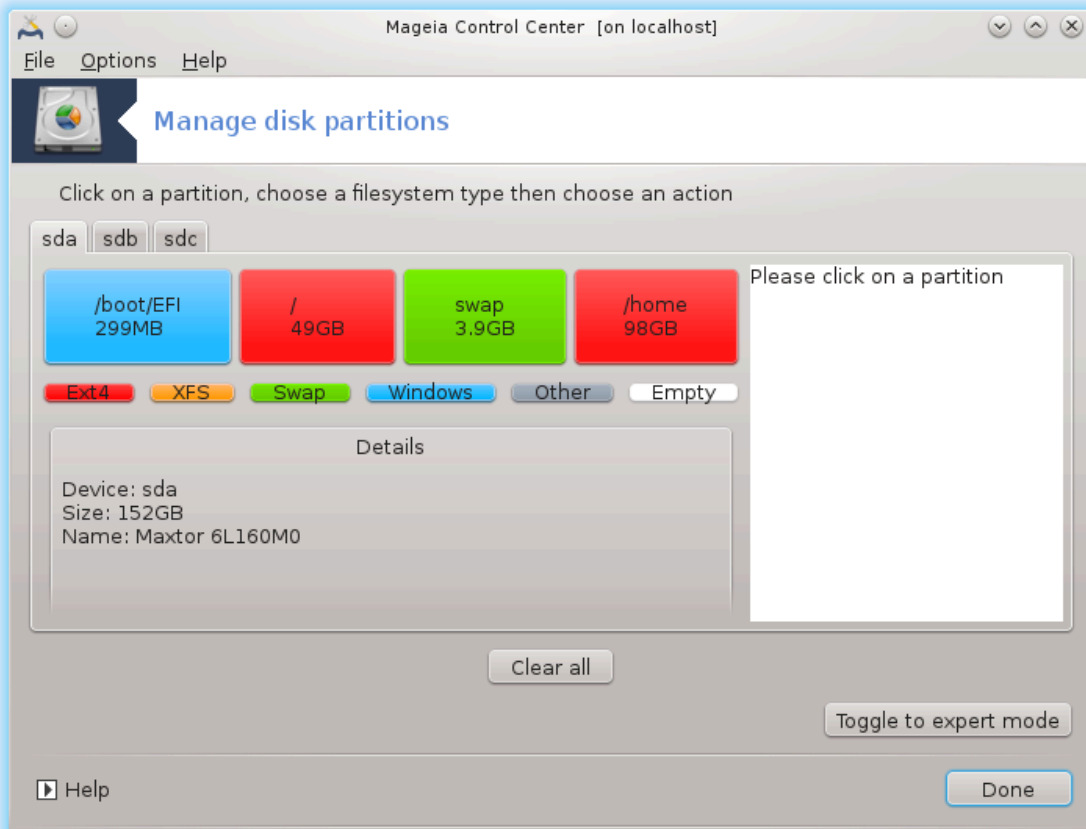 Mageia Control Center [on localhost]
File Options Help
Manage disk partitions
Click on a partition, choose a filesystem type then choose an action
sda sdb sdc
/boot/EFI
299MB
/
49GB
swap
3.9GB
/home
98GB
Please click on a partition
Ext4 XFS Swap Windows Other Empty
Details
Device: sda
Size: 152GB
Name: Maxtor 6L160M0
Clear all
Toggle to expert mode
Help
Done